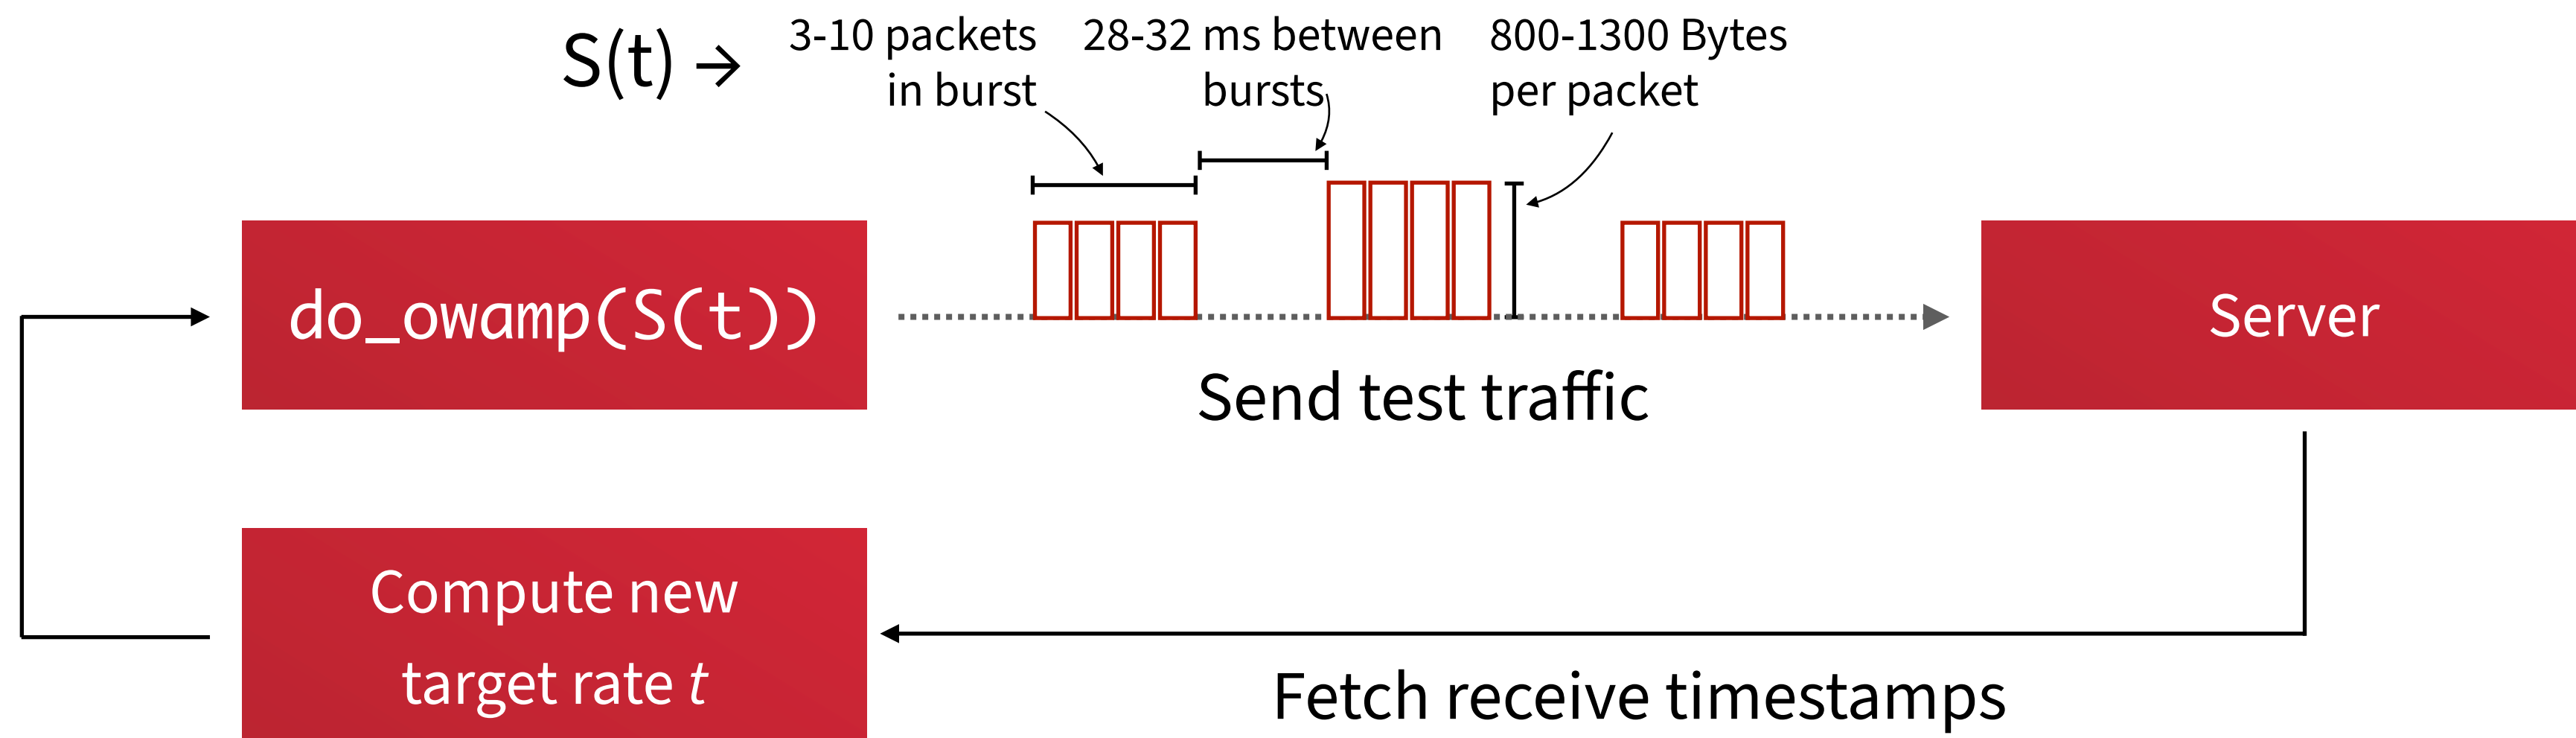 S(t) →
3-10 packets
in burst
28-32 ms between
bursts
800-1300 Bytes
per packet
do_owamp(S(t))
Server
Send test traffic
Compute new
target rate t
Fetch receive timestamps